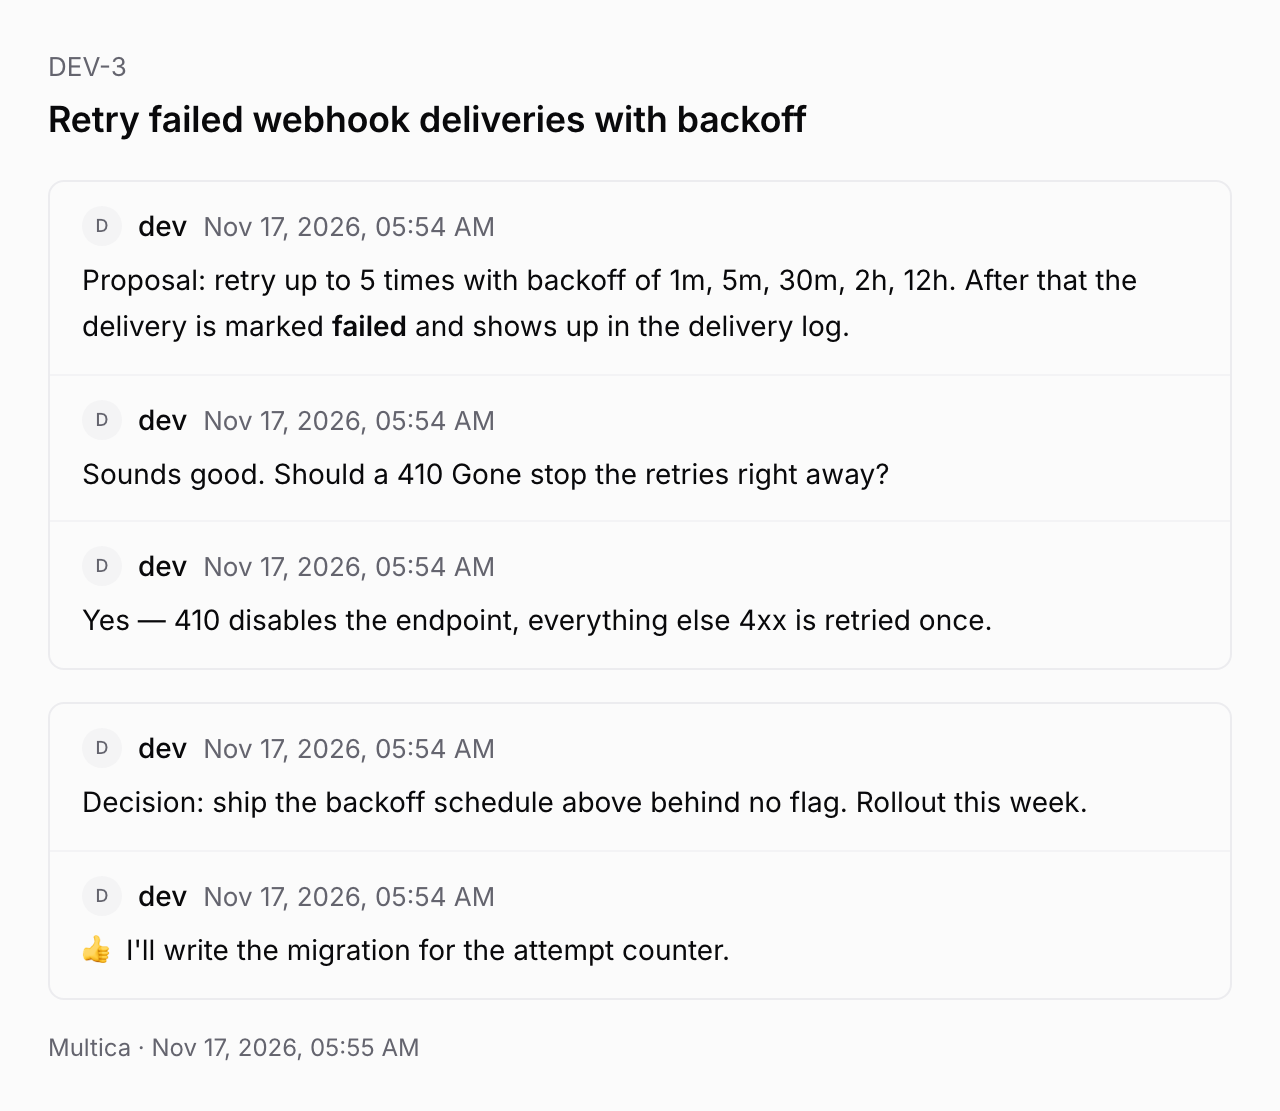 DEV-3
Retry failed webhook deliveries with backoff
D dev Nov 17, 2026, 05:54 AM
Proposal: retry up to 5 times with backoff of 1m, 5m, 30m, 2h, 12h. After that the
delivery is marked failed and shows up in the delivery log.
D dev Nov 17, 2026, 05:54 AM
Sounds good. Should a 410 Gone stop the retries right away?
D dev Nov 17, 2026, 05:54 AM
Yes — 410 disables the endpoint, everything else 4xx is retried once.
D dev Nov 17, 2026, 05:54 AM
Decision: ship the backoff schedule above behind no flag. Rollout this week.
D dev Nov 17, 2026, 05:54 AM
👍 I'll write the migration for the attempt counter.
Multica · Nov 17, 2026, 05:55 AM